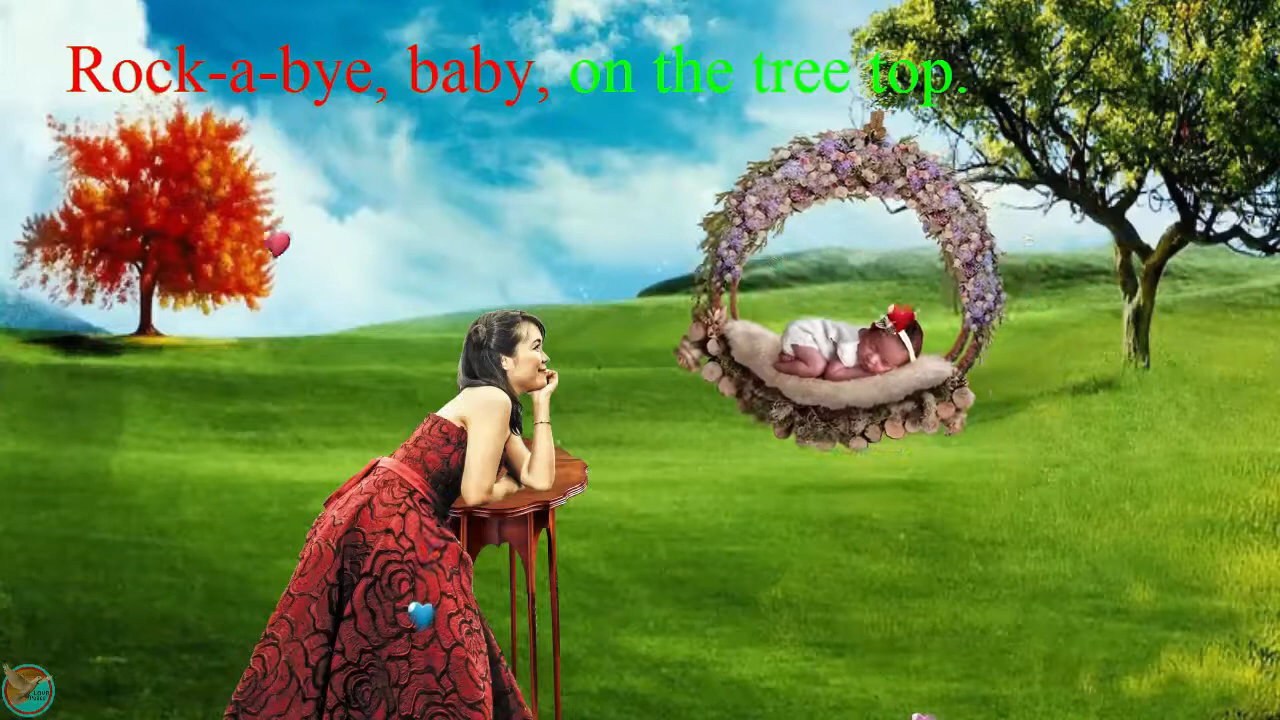 Rock-a-bye, baby, on the tree top.